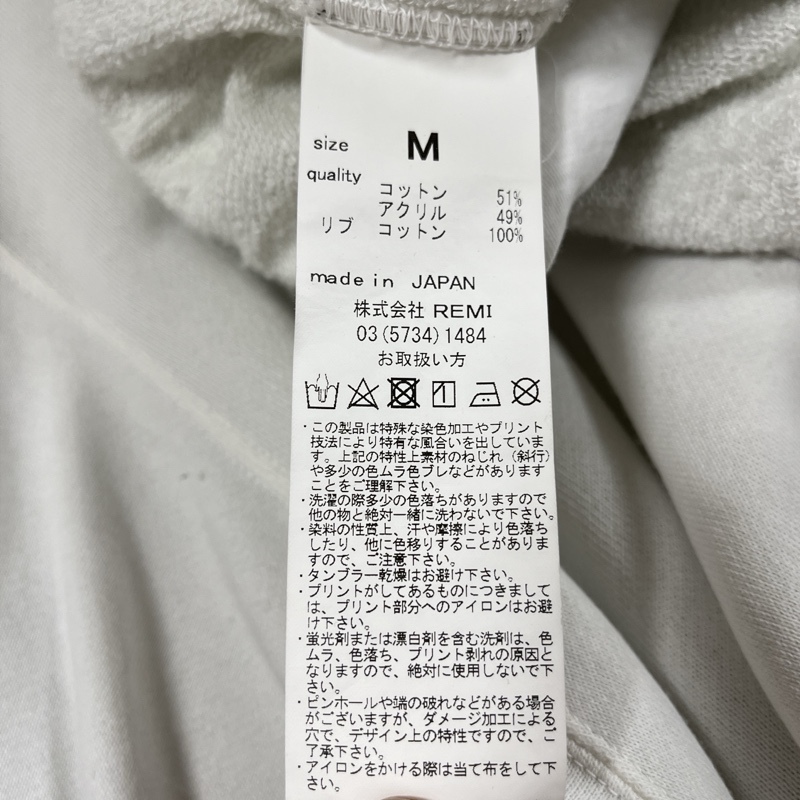 size M
quality
コットン 51%
アクリル 49%
リブ コットン 100%
made in JAPAN
株式会社 REMI
03(5734)1484
お取扱い方
・この製品は特殊な染色加工やプリント
技法により特有な風合いを出していま
す。上記の特性上素材のねじれ（斜行）
や多少の色ムラ色ブレなどがあります
ことをご理解下さい。
・洗濯の際多少の色落ちがありますので
他の物と絶対一緒に洗わないで下さい。
・染料の性質上、汗や摩擦により色落ち
したり、他に色移りすることがありま
すので、ご注意下さい。
・タンブラー乾燥はお避け下さい。
・プリントがしてあるものにつきまして
は、プリント部分へのアイロンはお避
け下さい。
・蛍光剤または漂白剤を含む洗剤は、色
ムラ、色落ち、プリント剥れの原因と
なりますので、絶対に使用しないで下
さい。
・ピンホールや端の破れなどがある場合
がございますが、ダメージ加工による
穴で、デザイン上の特性ですので、ご
了承下さい。
・アイロンをかける際は当て布をして下
さい。